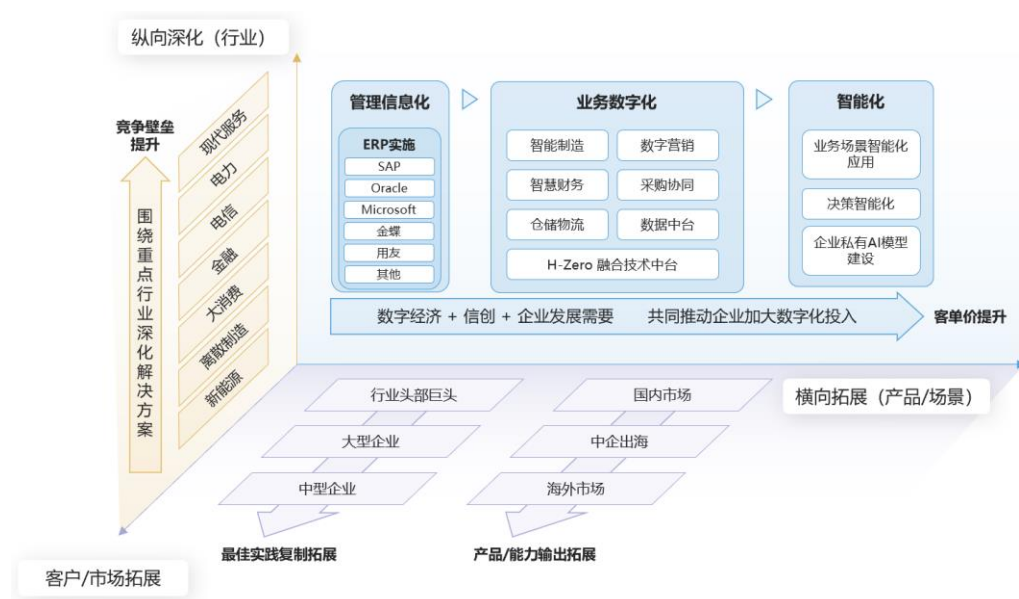 纵向深化（行业）
竞争壁垒
提升
围绕重点行业深化解决方案
现代服务
电力
电信
金融
大消费
离散制造
新能源
管理信息化
ERP实施
SAP
Oracle
Microsoft
金蝶
用友
其他
业务数字化
智能制造
数字营销
智慧财务
采购协同
仓储物流
数据中台
H-Zero 融合技术中台
智能化
业务场景智能化
应用
决策智能化
企业私有AI模型
建设
数字经济 + 信创 + 企业发展需要 共同推动企业加大数字化投入
客单价提升
横向拓展（产品/场景）
行业头部巨头
大型企业
中型企业
最佳实践复制拓展
国内市场
中企出海
海外市场
产品/能力输出拓展
客户/市场拓展